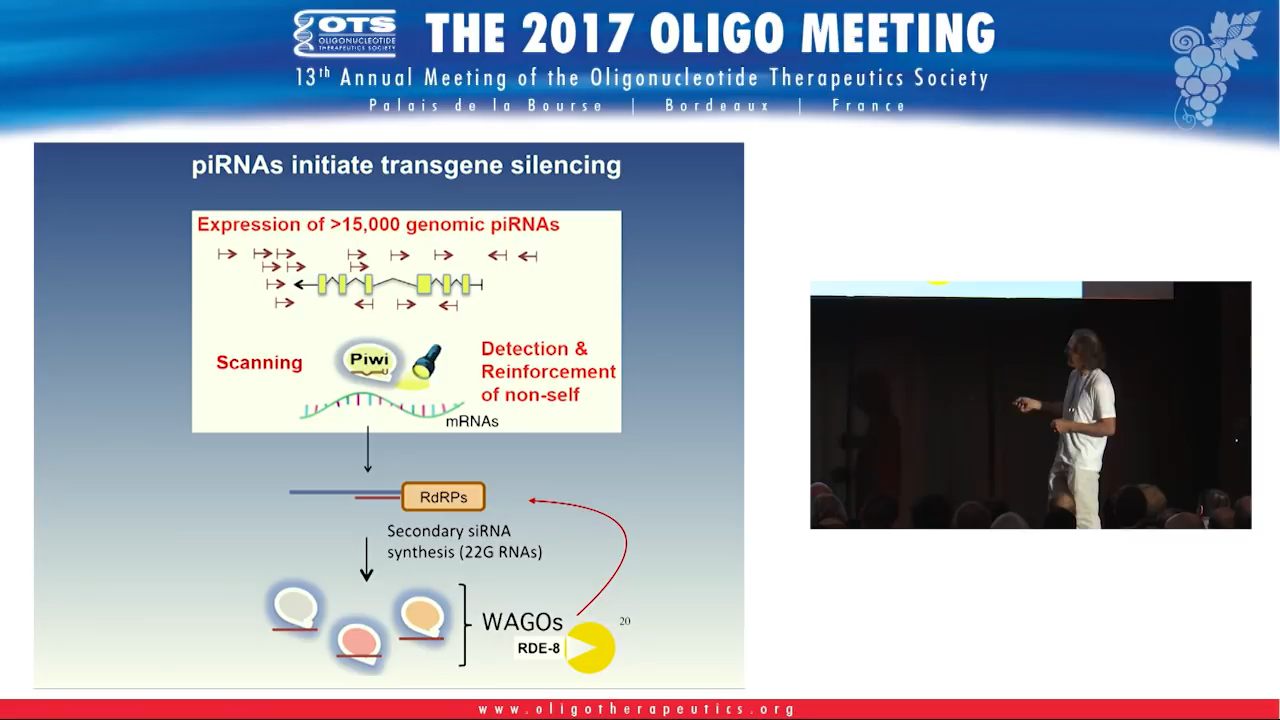 OTS
OLIGONUCLEOTIDE
THERAPEUTICS SOCIETY
THE 2017 OLIGO MEETING
13th Annual Meeting of the Oligonucleotide Therapeutics Society
Palais de la Bourse | Bordeaux | France
piRNAs initiate transgene silencing
Expression of >15,000 genomic piRNAs
Scanning
Piwi
Detection &
Reinforcement
of non-self
mRNAs
RdRPs
Secondary siRNA
synthesis (22G RNAs)
WAGOs
20
RDE-8
www.oligotherapeutics.org